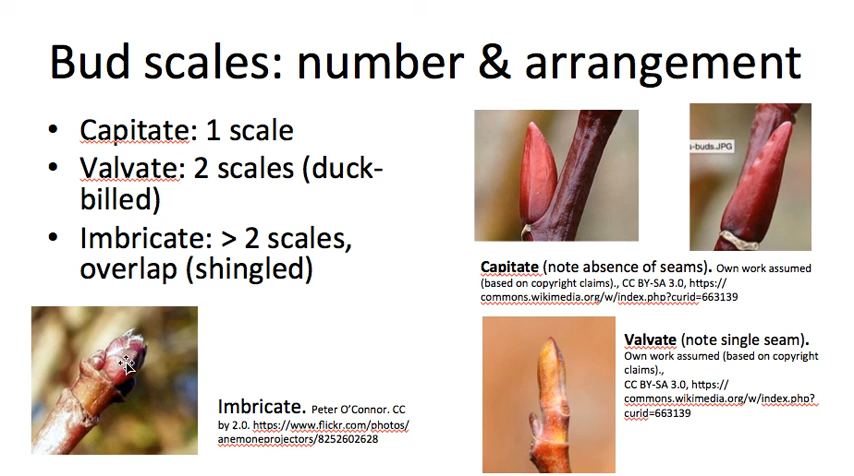 Bud scales: number & arrangement
• Capitate: 1 scale
• Valvate: 2 scales (duck-
billed)
• Imbricate: > 2 scales,
overlap (shingled)
s-buds.JPG
Capitate (note absence of seams). Own work assumed
(based on copyright claims)., CC BY-SA 3.0, https://
commons.wikimedia.org/w/index.php?curid=663139
Valvate (note single seam).
Own work assumed (based on copyright
claims).,
CC BY-SA 3.0, https://
commons.wikimedia.org/w/index.php?
curid=663139
Imbricate. Peter O’Connor. CC
by 2.0. https://www.flickr.com/photos/
anemoneprojectors/8252602628